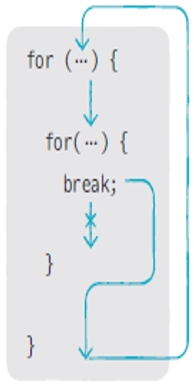 for (⋯) {
for(⋯) {
break;
}
}